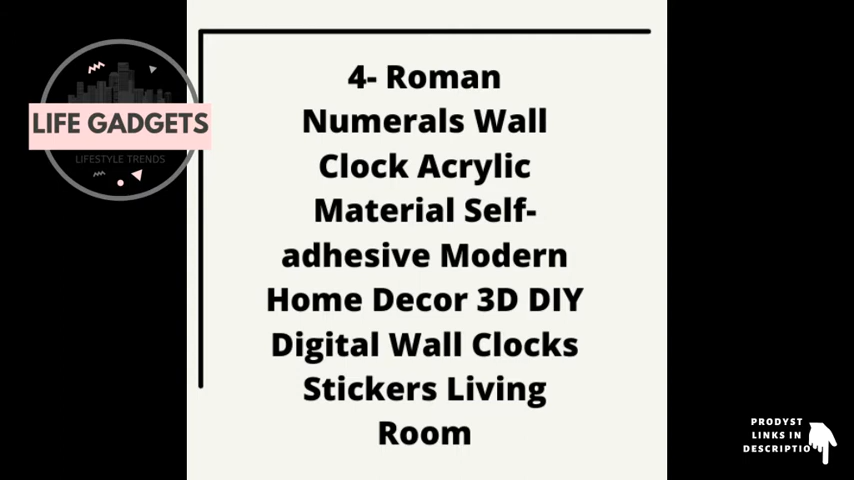 4- Roman
Numerals Wall
Clock Acrylic
Material Self-
adhesive Modern
Home Decor 3D DIY
Digital Wall Clocks
Stickers Living
Room
LIFE GADGETS
LIFESTYLE TRENDS
PRODYST
LINKS IN
DESCRIPTIO